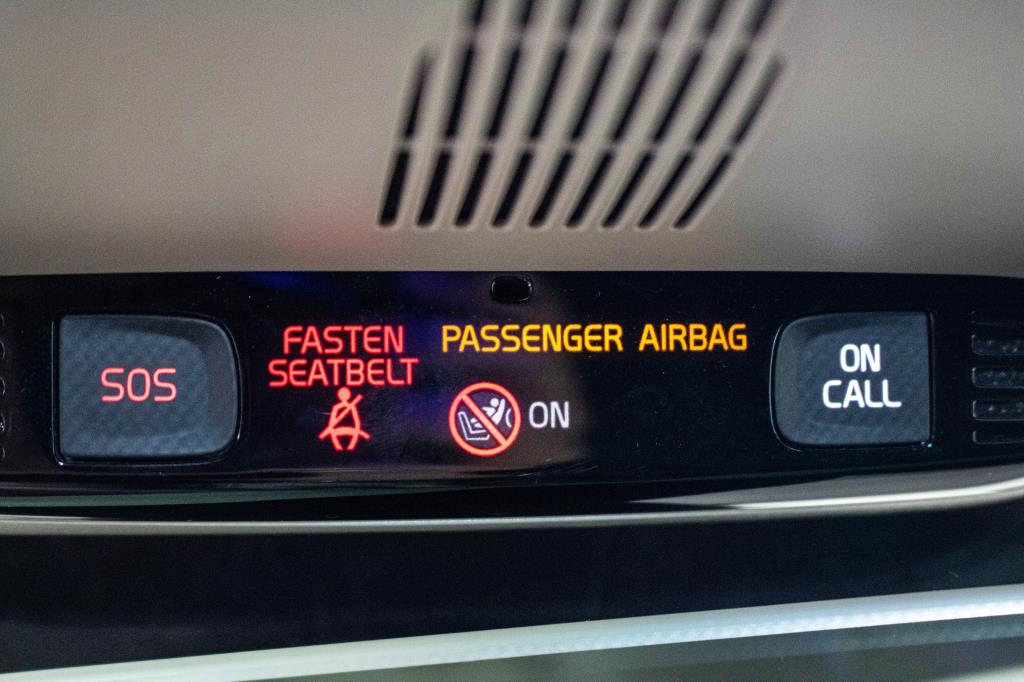 SOS
FASTEN
SEATBELT
PASSENGER AIRBAG
ON
ON
CALL